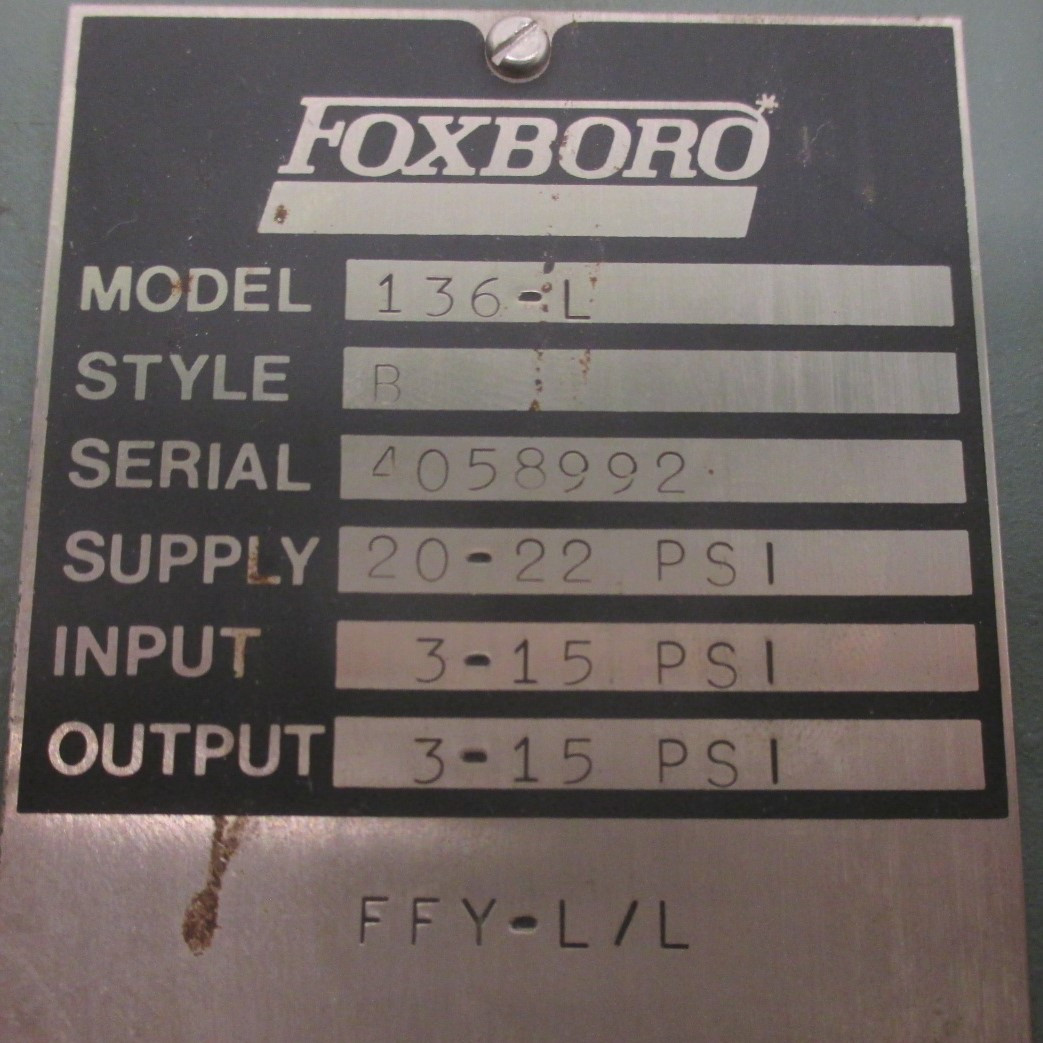 FOXBORO
MODEL 136-L
STYLE B
SERIAL 4058992
SUPPLY 20-22 PSI
INPUT 3-15 PSI
OUTPUT 3-15 PSI
FFY-L/L